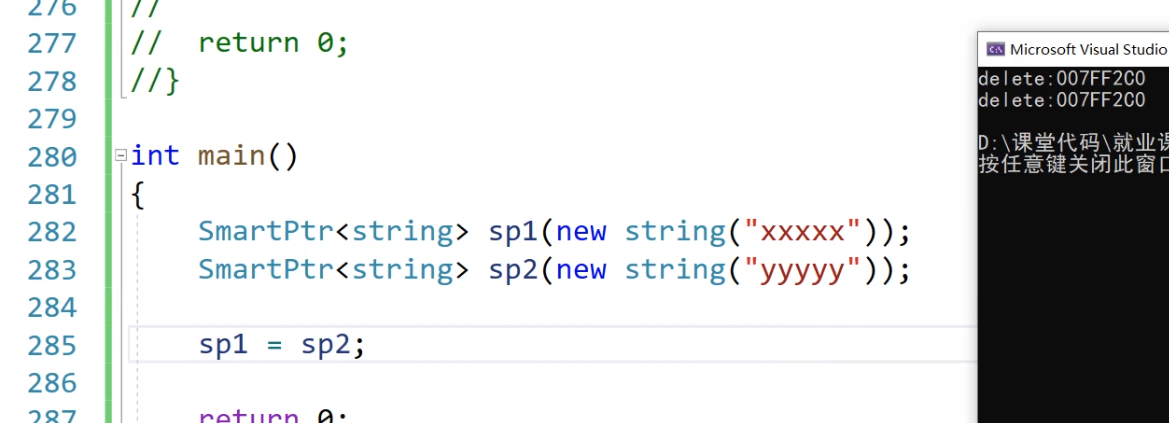 276 //
277 // return 0;
278 //}
279
280 int main()
281 {
282 SmartPtr<string> sp1(new string("xxxxx"));
283 SmartPtr<string> sp2(new string("yyyyy"));
284
285 sp1 = sp2;
286
287 return 0;
Microsoft Visual Studio
delete:007FF2C0
delete:007FF2C0
D:\课堂代码\就业课
按任意键关闭此窗口